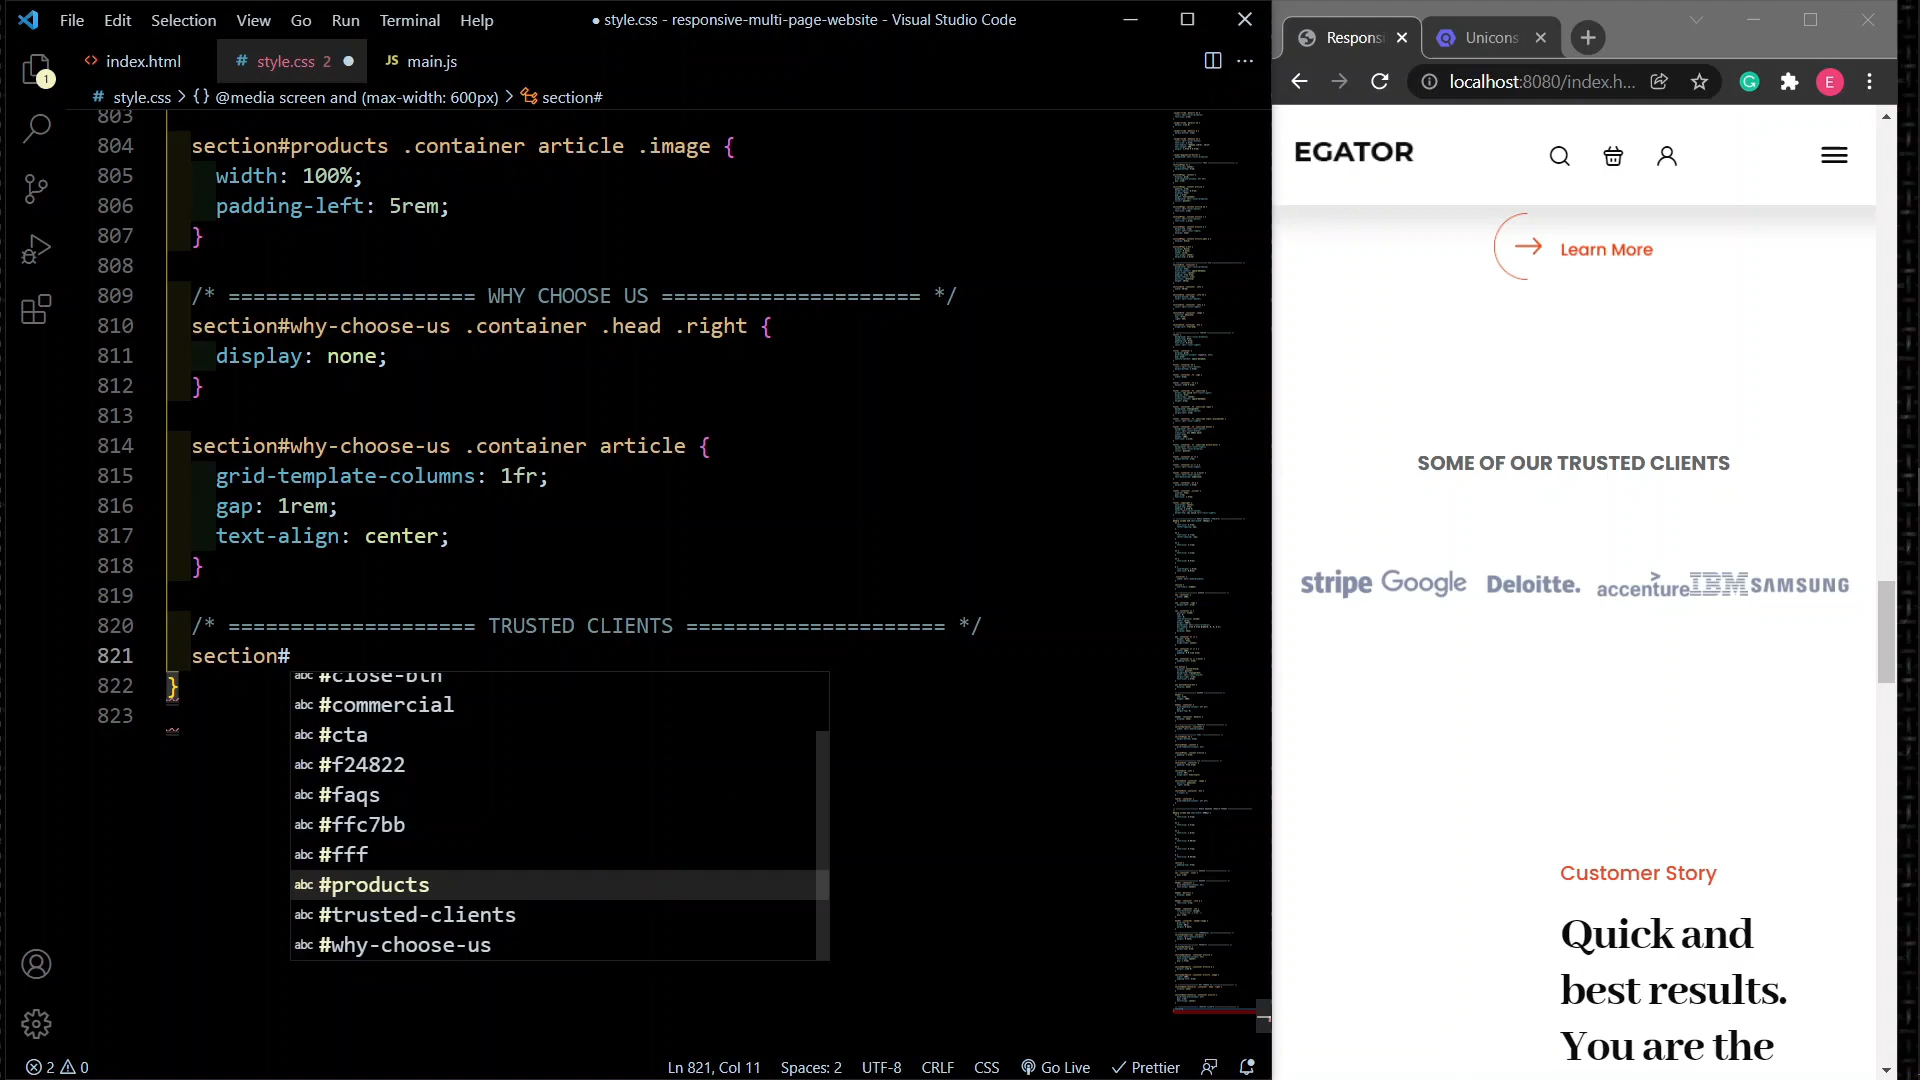 File Edit Selection View Go Run Terminal Help
● style.css - responsive-multi-page-website - Visual Studio Code
<> index.html
# style.css 2 ●
JS main.js
# style.css > {} @media screen and (max-width: 600px) > section#
803
804 section#products .container article .image {
805 width: 100%;
806 padding-left: 5rem;
807 }
808
809 /* ==================== WHY CHOOSE US ===================== */
810 section#why-choose-us .container .head .right {
811 display: none;
812 }
813
814 section#why-choose-us .container article {
815 grid-template-columns: 1fr;
816 gap: 1rem;
817 text-align: center;
818 }
819
820 /* ==================== TRUSTED CLIENTS ===================== */
821 section#
822 }
823
abc #close-btn
abc #commercial
abc #cta
abc #f24822
abc #faqs
abc #ffc7bb
abc #fff
abc #products
abc #trusted-clients
abc #why-choose-us
1
2 0
Ln 821, Col 11 Spaces: 2 UTF-8 CRLF CSS Go Live Prettier
Respons
Unicons
localhost:8080/index.h...
E
EGATOR
Learn More
SOME OF OUR TRUSTED CLIENTS
stripe Google Deloitte. accenture IBM SAMSUNG
Customer Story
Quick and
best results.
You are the